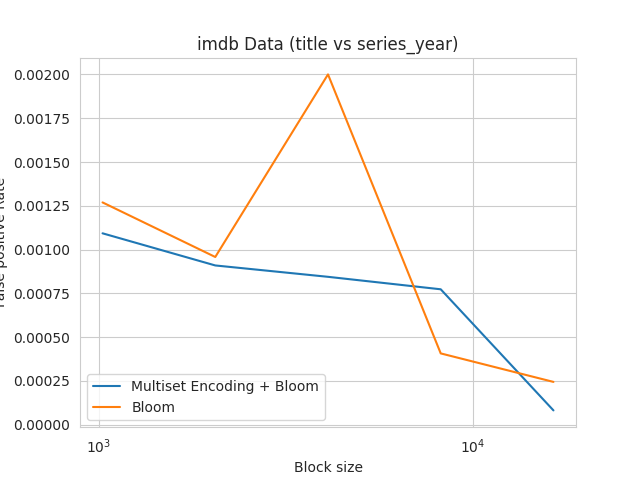 imdb Data (title vs series_year)
0.00200
0.00175
0.00150
0.00125
0.00100
0.00075
0.00050
0.00025
0.00000
positive Rate
Multiset Encoding + Bloom
Bloom
10³
10⁴
Block size